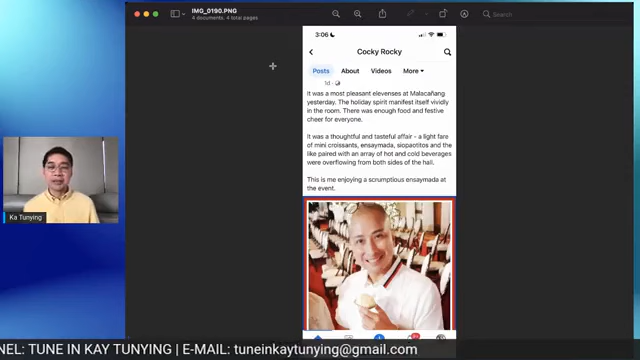 IMG_0190.PNG
4 documents, 4 total pages
Search
3:06
Cocky Rocky
Posts About Videos More
1d
It was a most pleasant elevenses at Malacañang
yesterday. The holiday spirit manifest itself vividly
in the room. There was enough food and festive
cheer for everyone.
It was a thoughtful and tasteful affair - a light fare
of mini croissants, ensaymada, siopaotitos and
the like paired with an array of hot and cold beverages
were overflowing from both sides of the hall.
This is me enjoying a scrumptious ensaymada at
the event.
Ka Tunying
NEL: TUNE IN KAY TUNYING | E-MAIL: tuneinkaytunying@gmail.com